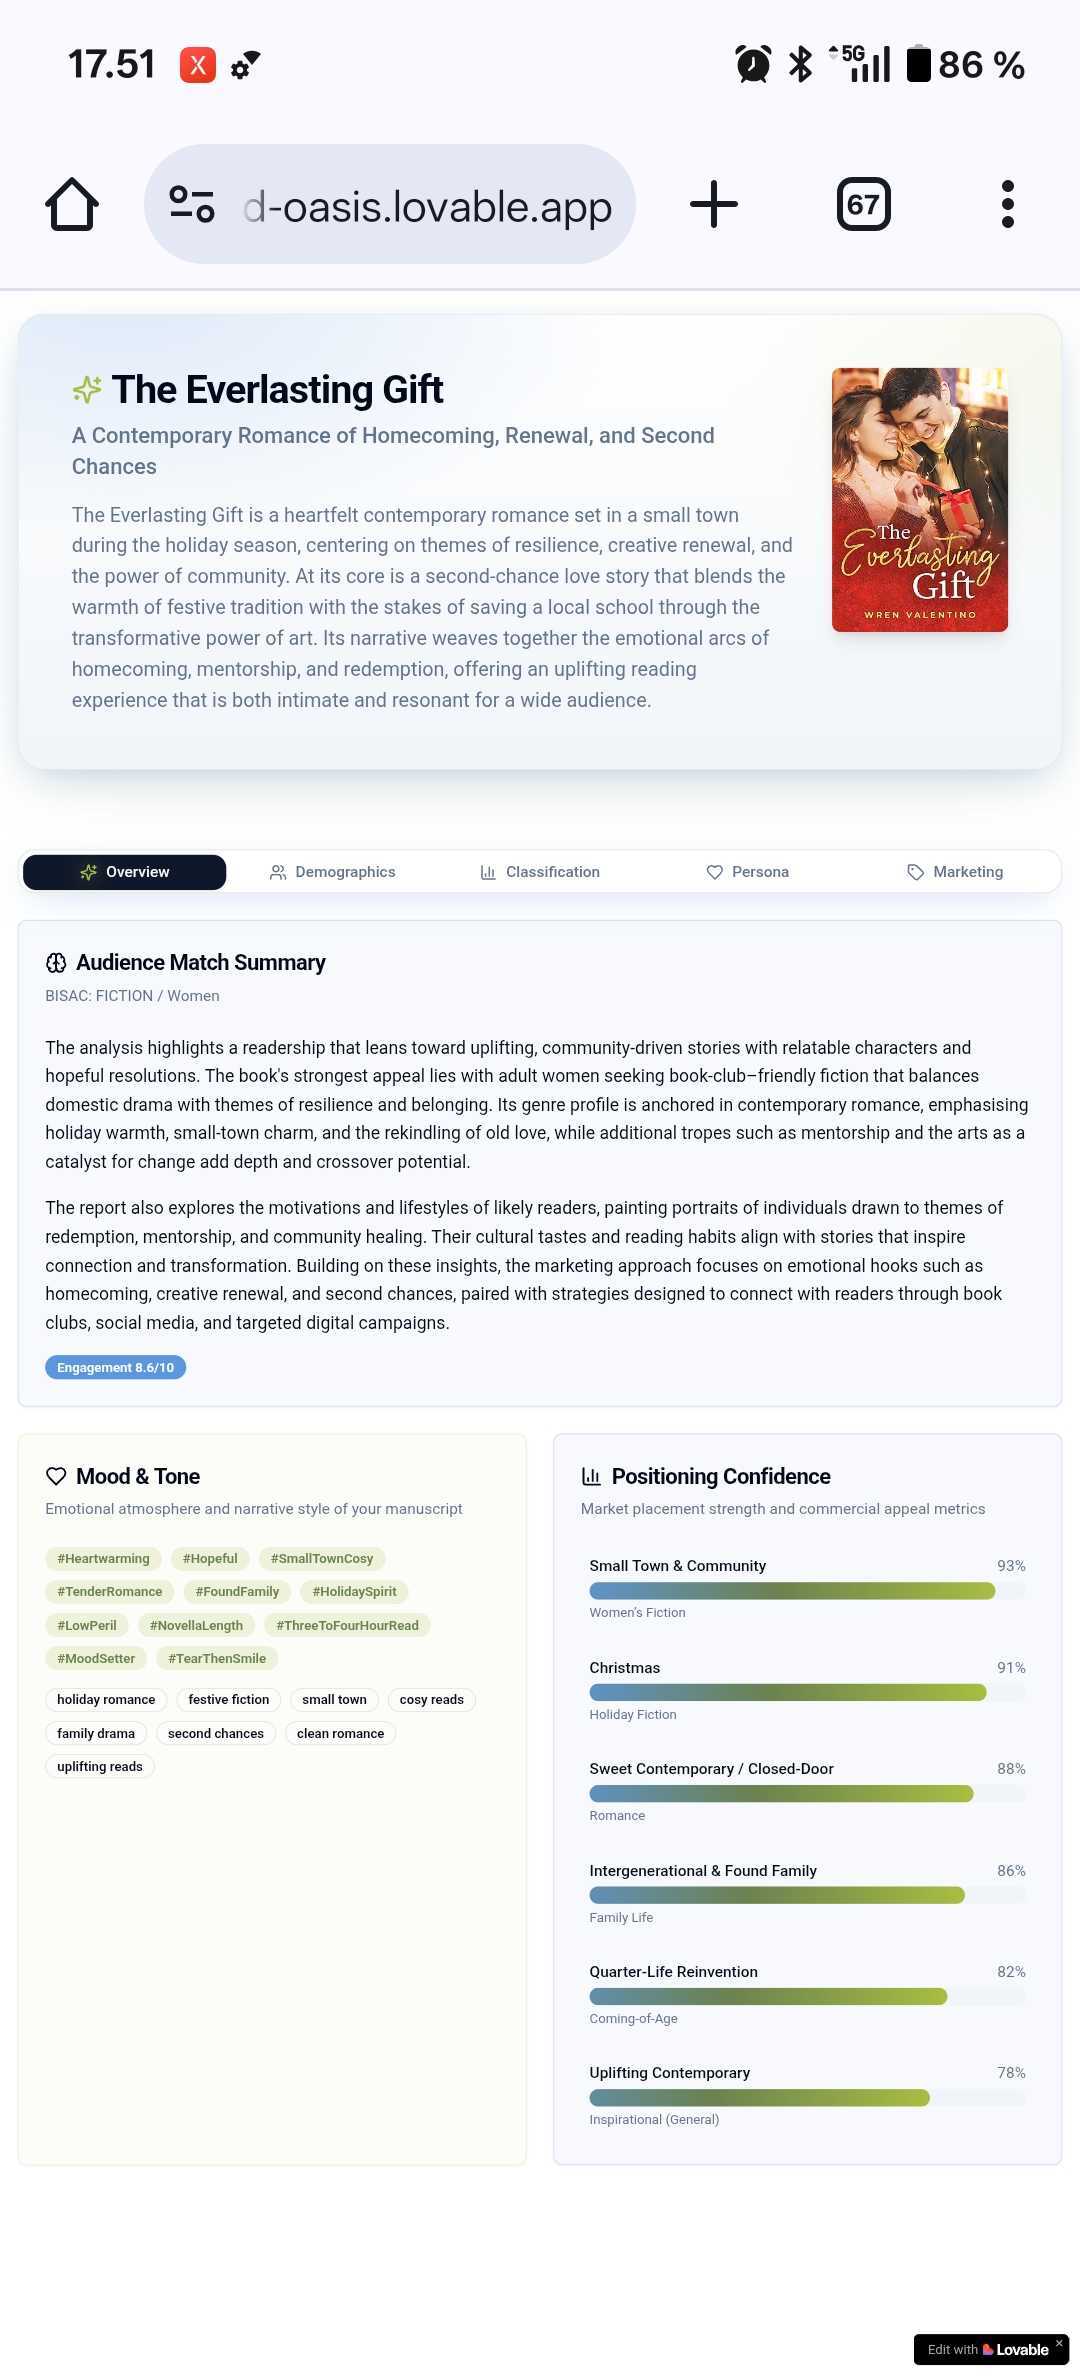 17.51
X
5G
86 %
d-oasis.lovable.app
67
The Everlasting Gift
A Contemporary Romance of Homecoming, Renewal, and Second
Chances
The Everlasting Gift is a heartfelt contemporary romance set in a small town
during the holiday season, centering on themes of resilience, creative renewal, and
the power of community. At its core is a second-chance love story that blends the
warmth of festive tradition with the stakes of saving a local school through the
transformative power of art. Its narrative weaves together the emotional arcs of
homecoming, mentorship, and redemption, offering an uplifting reading
experience that is both intimate and resonant for a wide audience.
The
Everlasting
Gift
WREN VALENTINO
Overview
Demographics
Classification
Persona
Marketing
Audience Match Summary
BISAC: FICTION / Women
The analysis highlights a readership that leans toward uplifting, community-driven stories with relatable characters and
hopeful resolutions. The book's strongest appeal lies with adult women seeking book-club–friendly fiction that balances
domestic drama with themes of resilience and belonging. Its genre profile is anchored in contemporary romance, emphasising
holiday warmth, small-town charm, and the rekindling of old love, while additional tropes such as mentorship and the arts as a
catalyst for change add depth and crossover potential.
The report also explores the motivations and lifestyles of likely readers, painting portraits of individuals drawn to themes of
redemption, mentorship, and community healing. Their cultural tastes and reading habits align with stories that inspire
connection and transformation. Building on these insights, the marketing approach focuses on emotional hooks such as
homecoming, creative renewal, and second chances, paired with strategies designed to connect with readers through book
clubs, social media, and targeted digital campaigns.
Engagement 8.6/10
Mood & Tone
Emotional atmosphere and narrative style of your manuscript
#Heartwarming #Hopeful #SmallTownCosy
#TenderRomance #FoundFamily #HolidaySpirit
#LowPeril #NovellaLength #ThreeToFourHourRead
#MoodSetter #TearThenSmile
holiday romance festive fiction small town cosy reads
family drama second chances clean romance
uplifting reads
Positioning Confidence
Market placement strength and commercial appeal metrics
Small Town & Community 93%
Women's Fiction
Christmas 91%
Holiday Fiction
Sweet Contemporary / Closed-Door 88%
Romance
Intergenerational & Found Family 86%
Family Life
Quarter-Life Reinvention 82%
Coming-of-Age
Uplifting Contemporary 78%
Inspirational (General)
Edit with Lovable